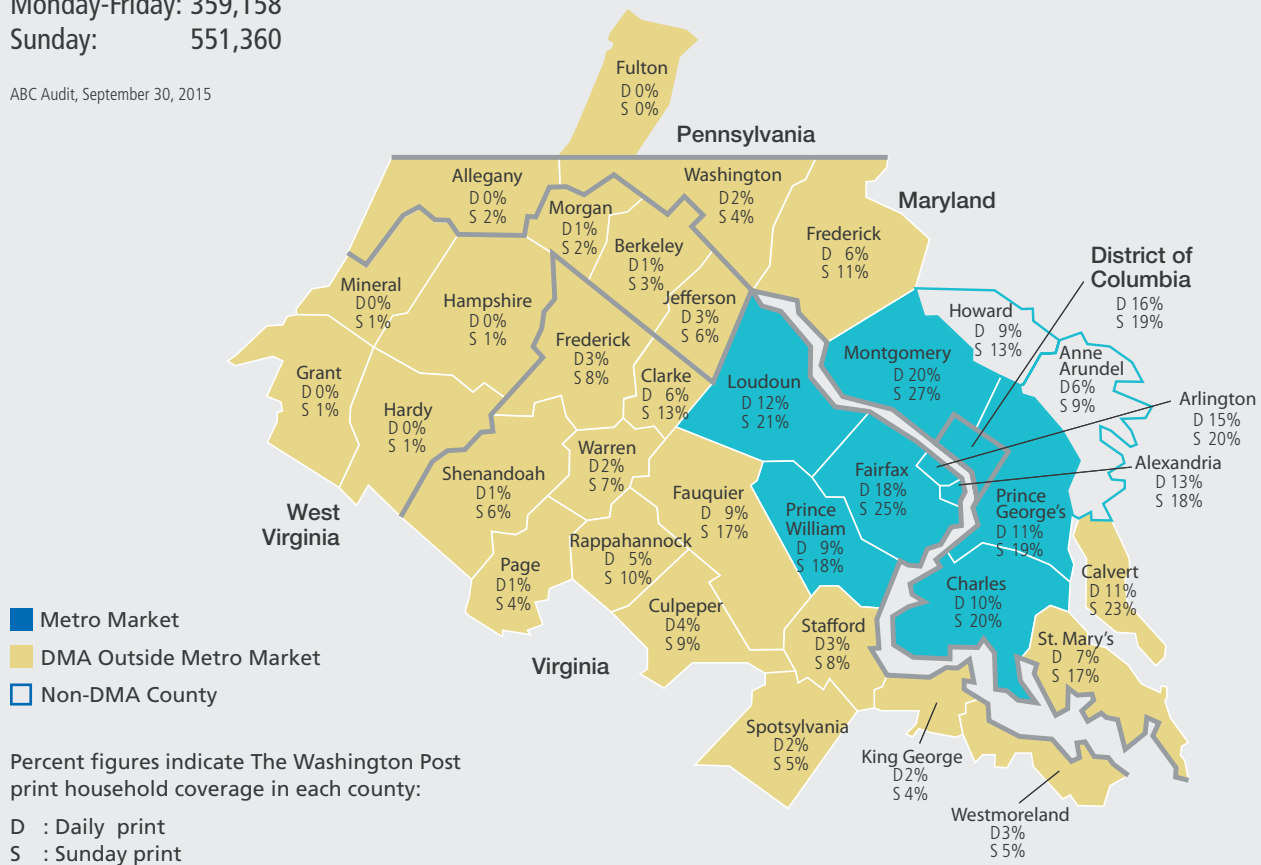 Monday-Friday: 359,158
Sunday: 551,360
ABC Audit, September 30, 2015
Fulton
D 0%
S 0%
Pennsylvania
Allegany
D 0%
S 2%
Morgan
D 1%
S 2%
Washington
D 2%
S 4%
Maryland
Frederick
D 6%
S 11%
Berkeley
D 1%
S 3%
Mineral
D 0%
S 1%
Hampshire
D 0%
S 1%
Jefferson
D 3%
S 6%
District of
Columbia
D 16%
S 19%
Howard
D 9%
S 13%
Frederick
D 3%
S 8%
Montgomery
D 20%
S 27%
Anne
Arundel
D 6%
S 9%
Grant
D 0%
S 1%
Clarke
D 6%
S 13%
Loudoun
D 12%
S 21%
Arlington
D 15%
S 20%
Hardy
D 0%
S 1%
Warren
D 2%
S 7%
Alexandria
D 13%
S 18%
Shenandoah
D 1%
S 6%
Fauquier
D 9%
S 17%
Fairfax
D 18%
S 25%
Prince
George's
D 11%
S 19%
West
Virginia
Prince
William
D 9%
S 18%
Rappahannock
D 5%
S 10%
Page
D 1%
S 4%
Calvert
D 11%
S 23%
Charles
D 10%
S 20%
Culpeper
D 4%
S 9%
Stafford
D 3%
S 8%
St. Mary's
D 7%
S 17%
Virginia
Spotsylvania
D 2%
S 5%
King George
D 2%
S 4%
Westmoreland
D 3%
S 5%
Metro Market
DMA Outside Metro Market
Non-DMA County
Percent figures indicate The Washington Post
print household coverage in each county:
D : Daily print
S : Sunday print